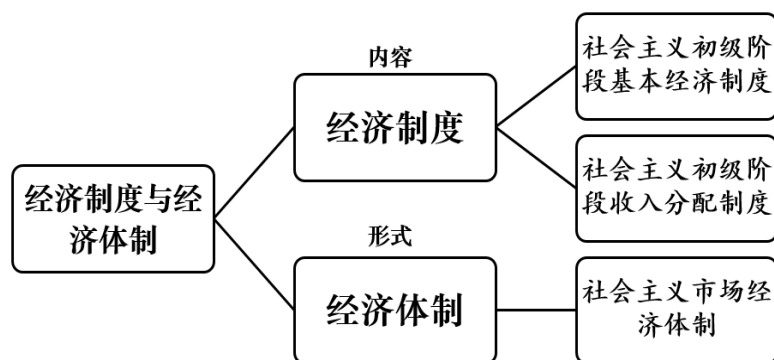 经济制度与经
济体制
内容
经济制度
社会主义初级阶
段基本经济制度
社会主义初级阶
段收入分配制度
形式
经济体制
社会主义市场经
济体制